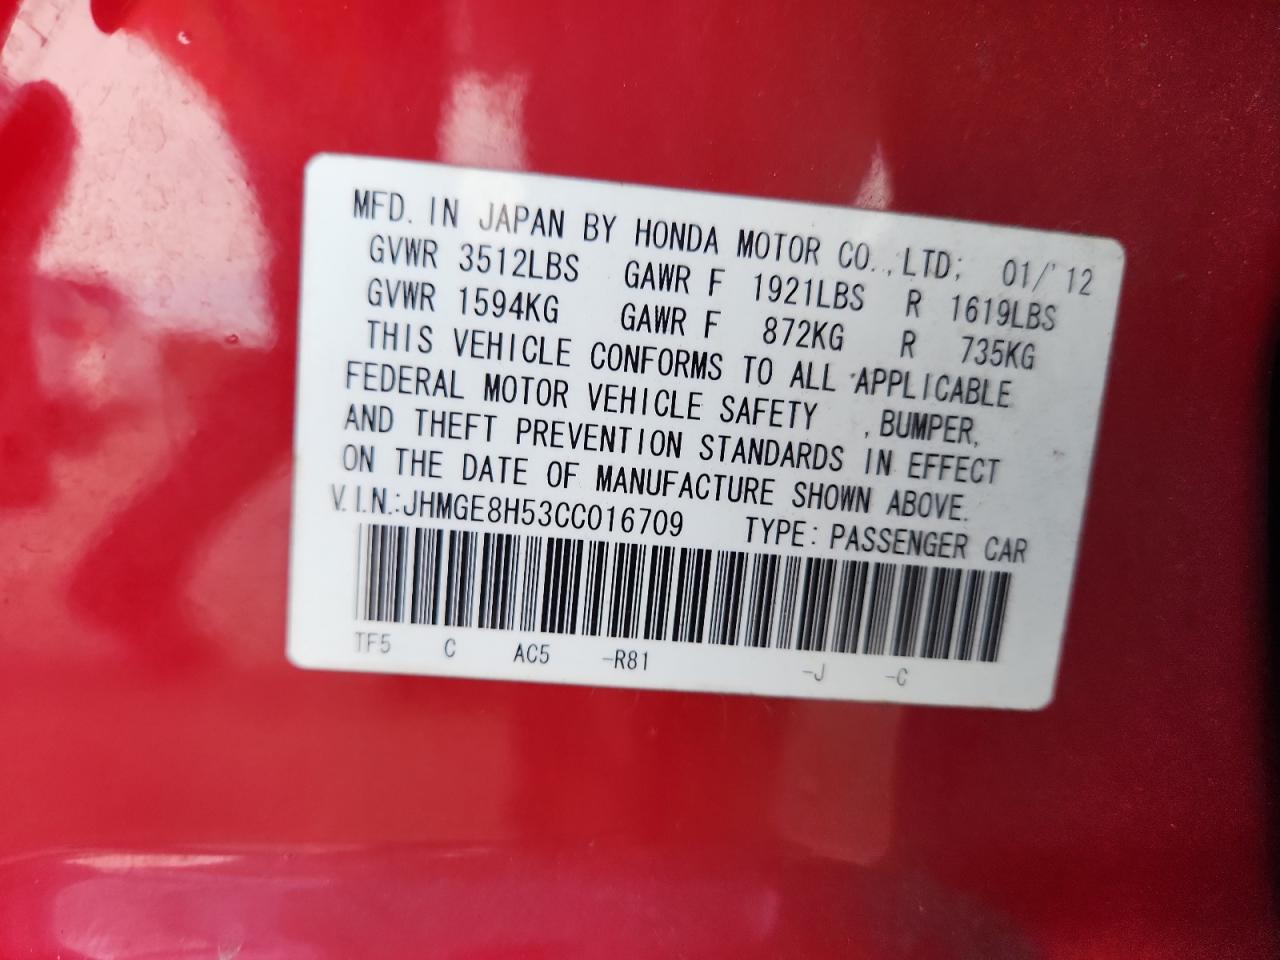 MFD. IN JAPAN BY HONDA MOTOR CO.,LTD; 01/'12
GVWR 3512LBS GAWR F 1921LBS R 1619LBS
GVWR 1594KG GAWR F 872KG R 735KG
THIS VEHICLE CONFORMS TO ALL APPLICABLE
FEDERAL MOTOR VEHICLE SAFETY ,BUMPER,
AND THEFT PREVENTION STANDARDS IN EFFECT
ON THE DATE OF MANUFACTURE SHOWN ABOVE.
V.I.N.:JHMGE8H53CC016709 TYPE: PASSENGER CAR
TF5 C AC5 -R81 -J -C